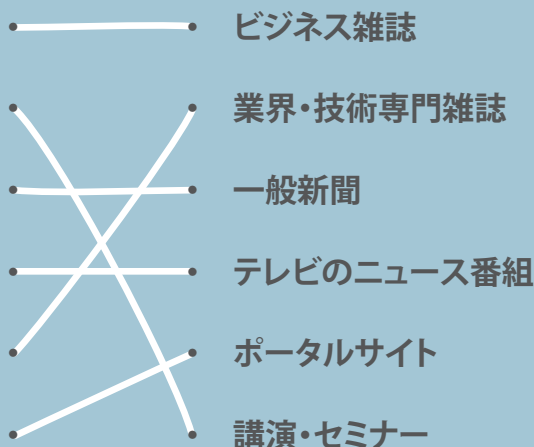 ビジネス雑誌
業界・技術専門雑誌
一般新聞
テレビのニュース番組
ポータルサイト
講演・セミナー